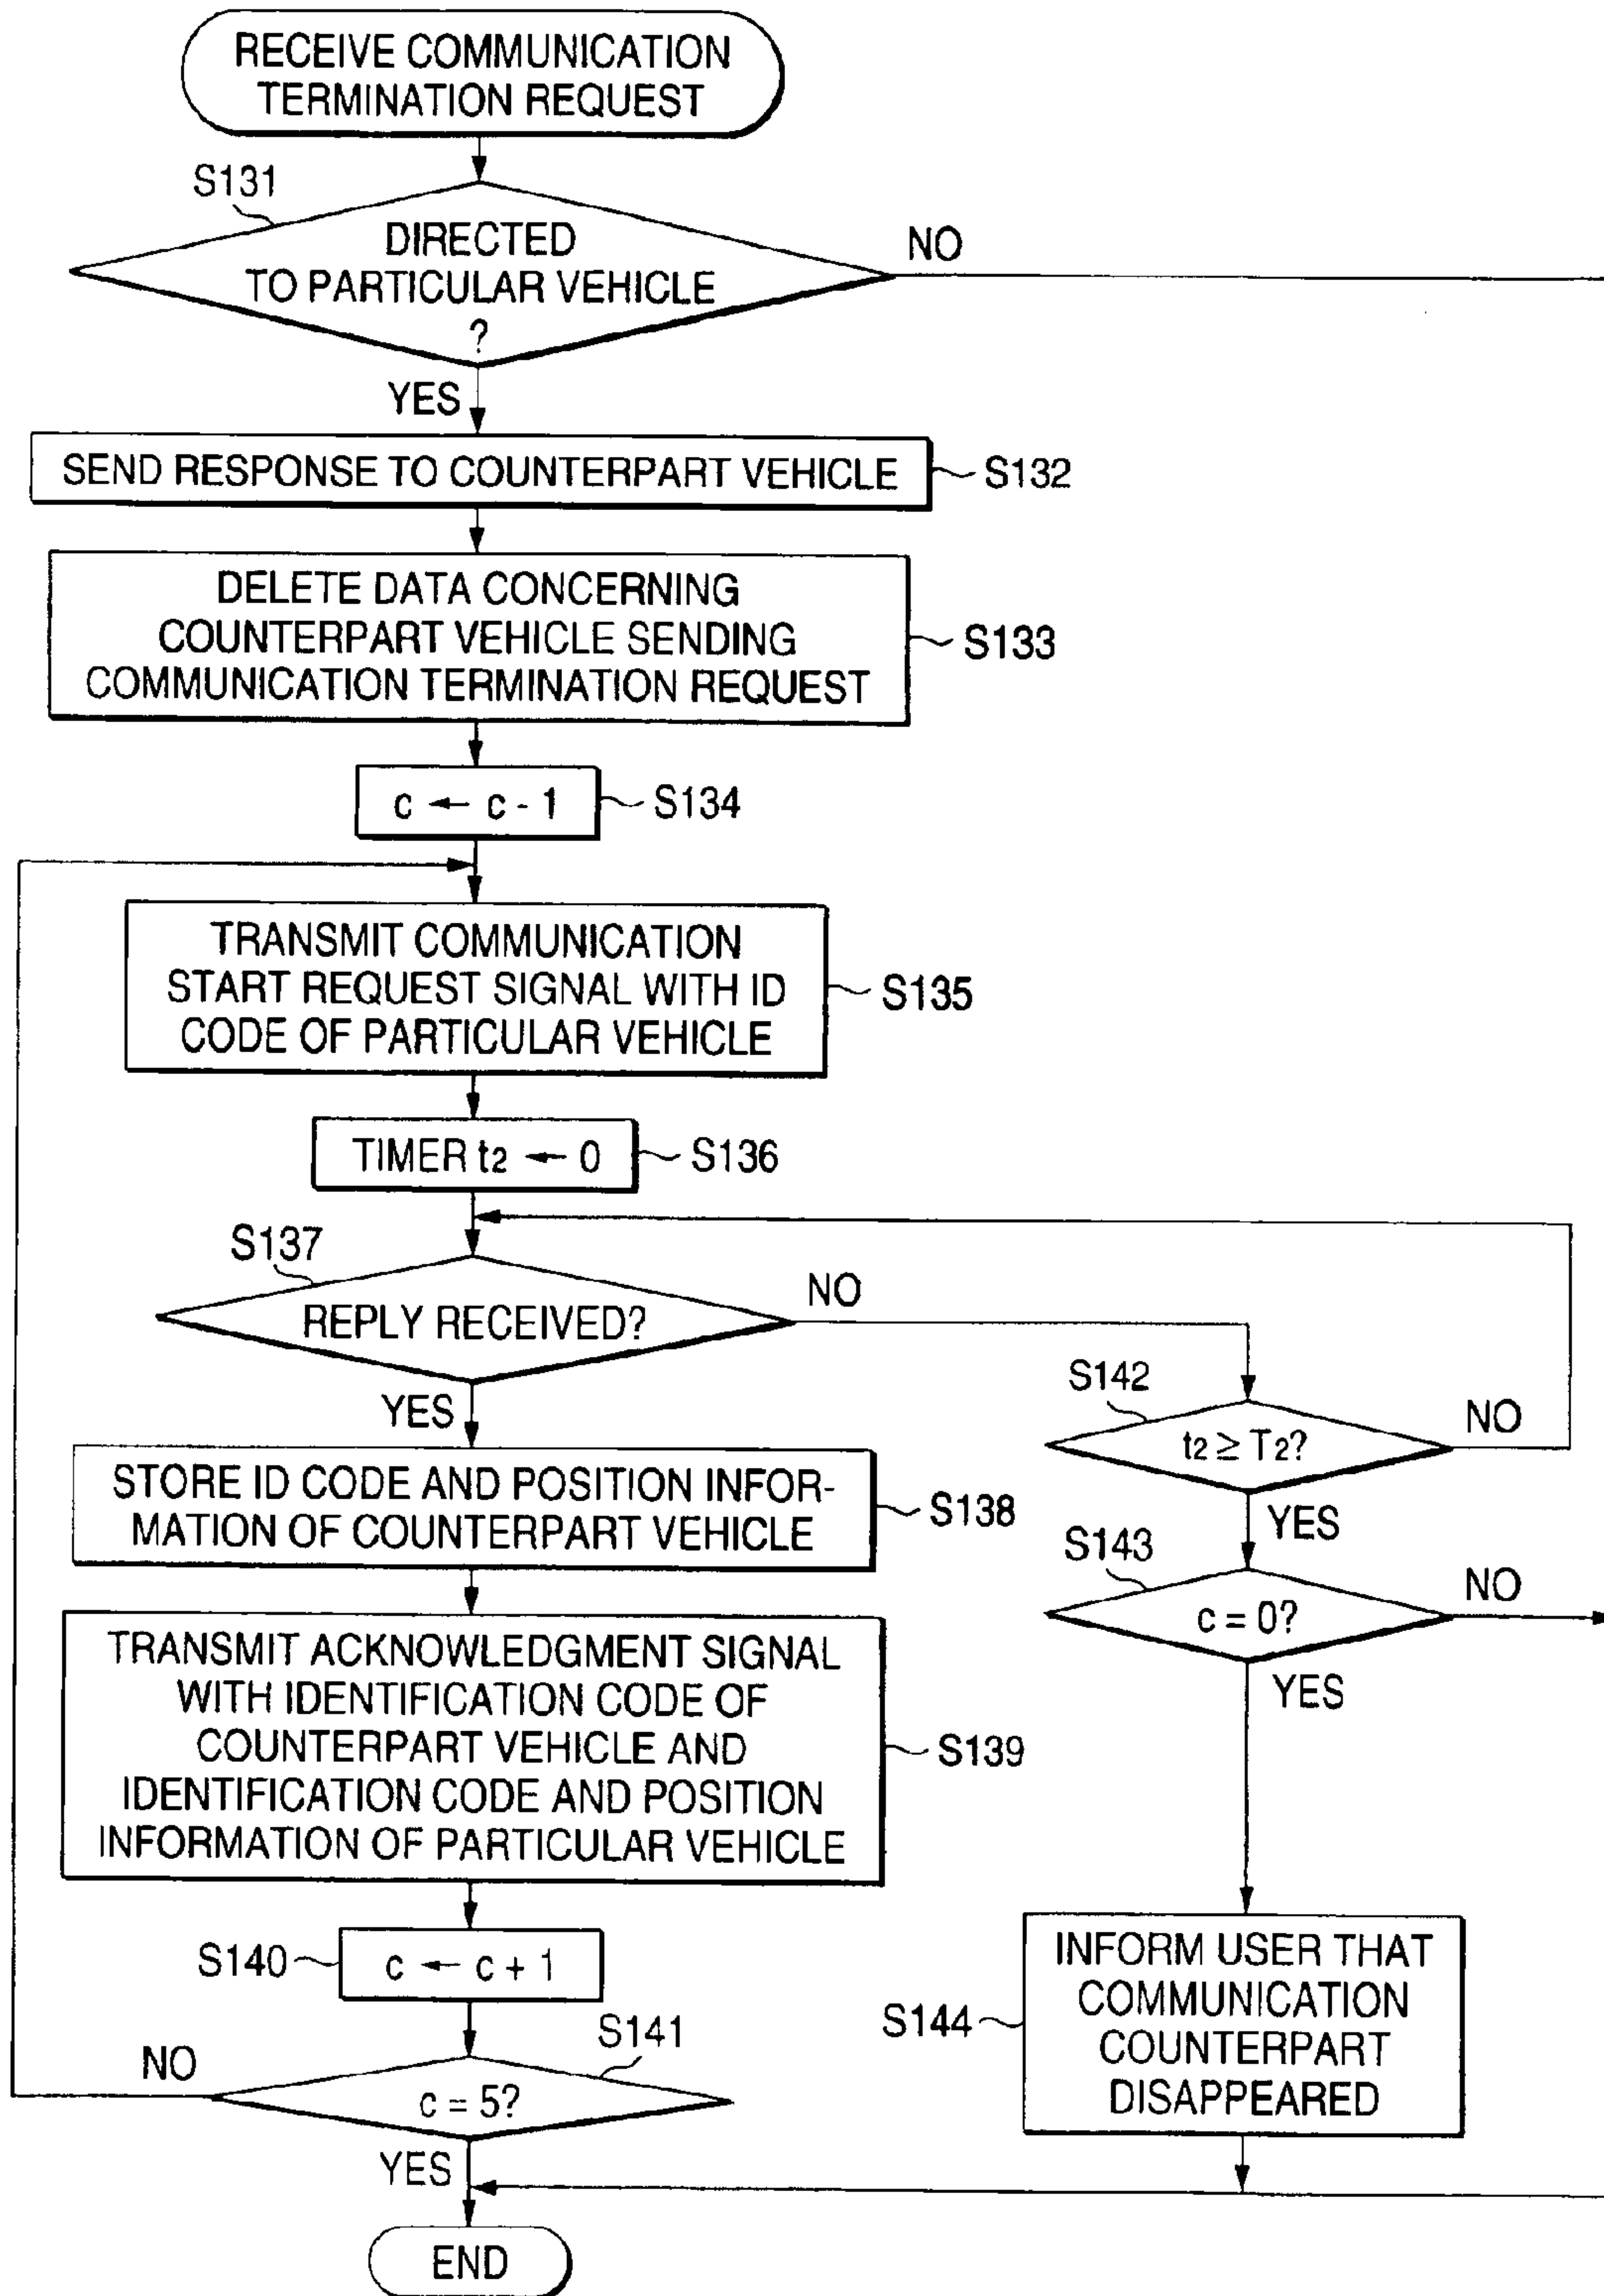 RECEIVE COMMUNICATION
TERMINATION REQUEST
S131
DIRECTED
TO PARTICULAR VEHICLE
?
NO
YES
SEND RESPONSE TO COUNTERPART VEHICLE
S132
DELETE DATA CONCERNING
COUNTERPART VEHICLE SENDING
COMMUNICATION TERMINATION REQUEST
S133
c ← c - 1
S134
TRANSMIT COMMUNICATION
START REQUEST SIGNAL WITH ID
CODE OF PARTICULAR VEHICLE
S135
TIMER t2 ← 0
S136
S137
REPLY RECEIVED?
NO
YES
S142
t2 ≥ T2?
NO
YES
STORE ID CODE AND POSITION INFOR-
MATION OF COUNTERPART VEHICLE
S138
S143
c = 0?
NO
YES
TRANSMIT ACKNOWLEDGMENT SIGNAL
WITH IDENTIFICATION CODE OF
COUNTERPART VEHICLE AND
IDENTIFICATION CODE AND POSITION
INFORMATION OF PARTICULAR VEHICLE
S139
S140
c ← c + 1
S141
c = 5?
NO
YES
S144
INFORM USER THAT
COMMUNICATION
COUNTERPART
DISAPPEARED
END